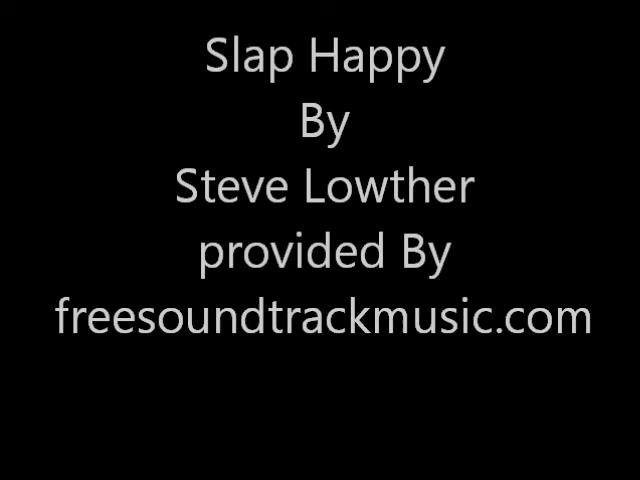 Slap Happy
By
Steve Lowther
provided By
freesoundtrackmusic.com